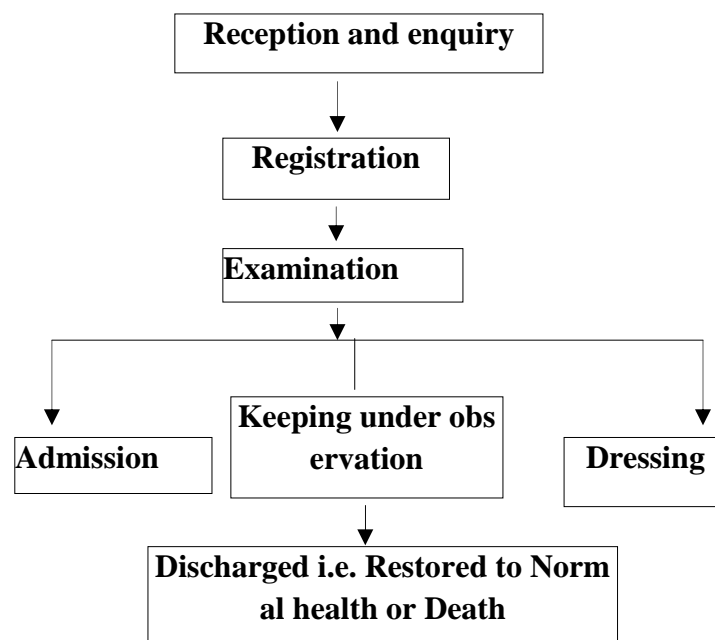 Reception and enquiry
Registration
Examination
Admission
Keeping under obs
ervation
Dressing
Discharged i.e. Restored to Norm
al health or Death